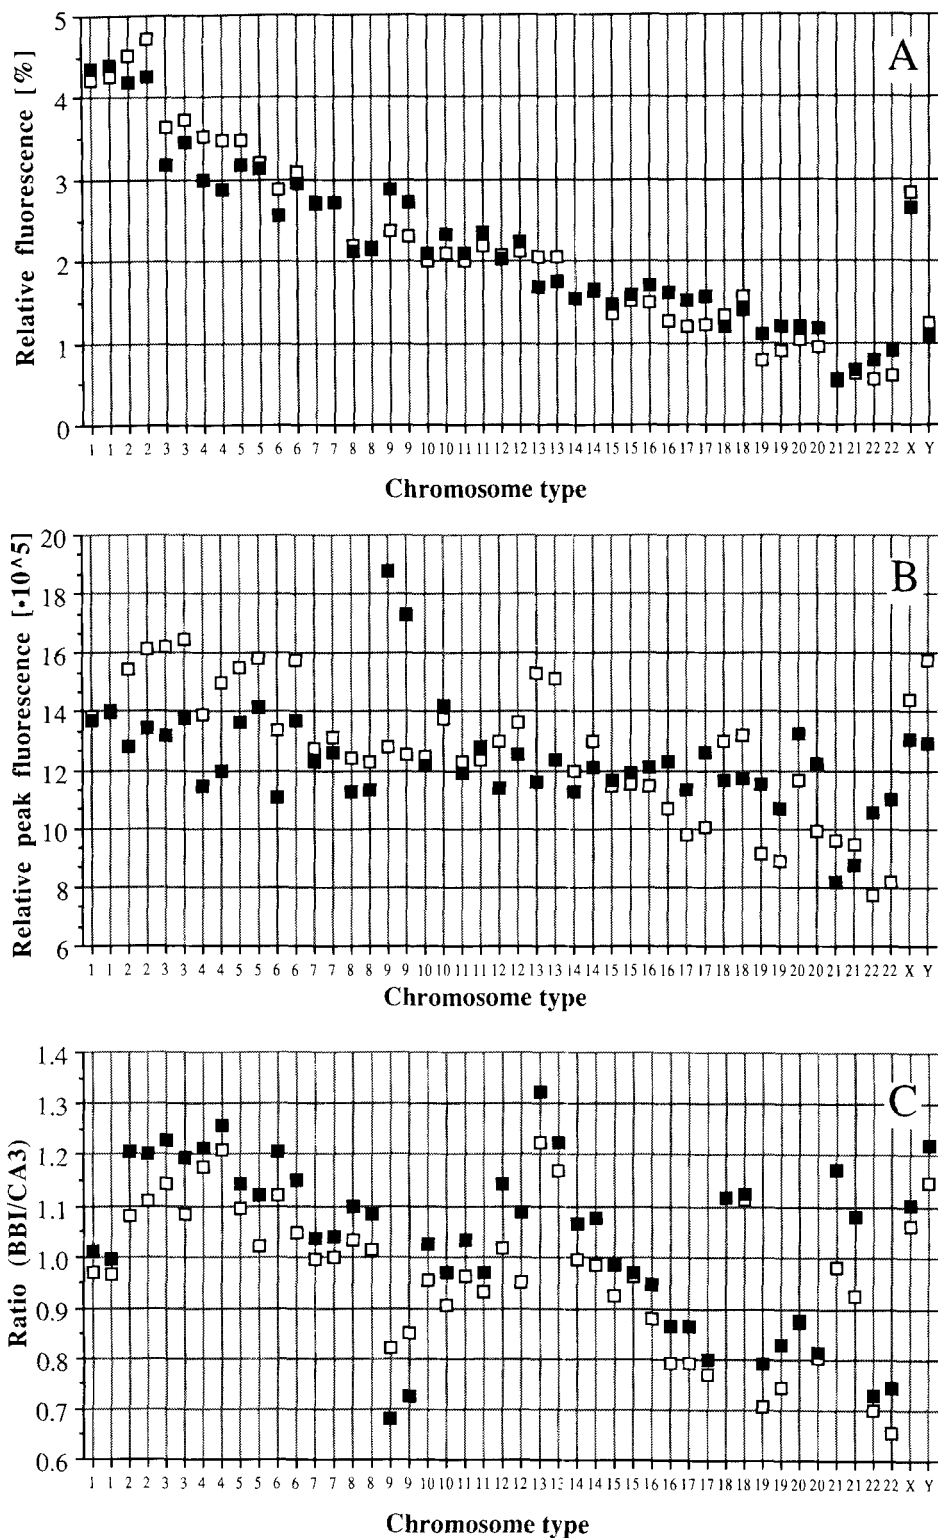 A
Relative fluorescence [%]
5
4
3
2
1
0
1 1 2 2 3 3 4 4 5 5 6 6 7 7 8 8 9 9 10 10 11 11 12 12 13 13 14 14 15 15 16 16 17 17 18 18 19 19 20 20 21 21 22 22 X Y
Chromosome type
B
Relative peak fluorescence [•10^5]
20
18
16
14
12
10
8
6
1 1 2 2 3 3 4 4 5 5 6 6 7 7 8 8 9 9 10 10 11 11 12 12 13 13 14 14 15 15 16 16 17 17 18 18 19 19 20 20 21 21 22 22 X Y
Chromosome type
C
Ratio (BBI/CA3)
1.4
1.3
1.2
1.1
1.0
0.9
0.8
0.7
0.6
1 1 2 2 3 3 4 4 5 5 6 6 7 7 8 8 9 9 10 10 11 11 12 12 13 13 14 14 15 15 16 16 17 17 18 18 19 19 20 20 21 21 22 22 X Y
Chromosome type